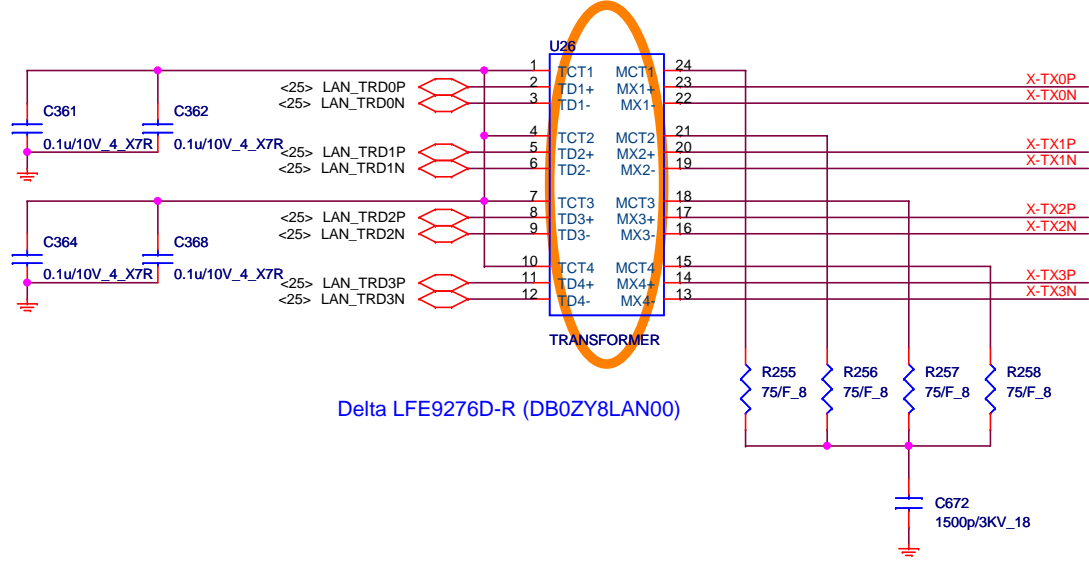 U26
1 TCT1 MCT1 24
<25> LAN_TRD0P 2 TD1+ MX1+ 23 X-TX0P
<25> LAN_TRD0N 3 TD1- MX1- 22 X-TX0N
C361
0.1u/10V_4_X7R
C362
0.1u/10V_4_X7R
4 TCT2 MCT2 21
<25> LAN_TRD1P 5 TD2+ MX2+ 20 X-TX1P
<25> LAN_TRD1N 6 TD2- MX2- 19 X-TX1N
7 TCT3 MCT3 18
<25> LAN_TRD2P 8 TD3+ MX3+ 17 X-TX2P
<25> LAN_TRD2N 9 TD3- MX3- 16 X-TX2N
C364
0.1u/10V_4_X7R
C368
0.1u/10V_4_X7R
10 TCT4 MCT4 15
<25> LAN_TRD3P 11 TD4+ MX4+ 14 X-TX3P
<25> LAN_TRD3N 12 TD4- MX4- 13 X-TX3N
TRANSFORMER
R255
75/F_8
R256
75/F_8
R257
75/F_8
R258
75/F_8
Delta LFE9276D-R (DB0ZY8LAN00)
C672
1500p/3KV_18